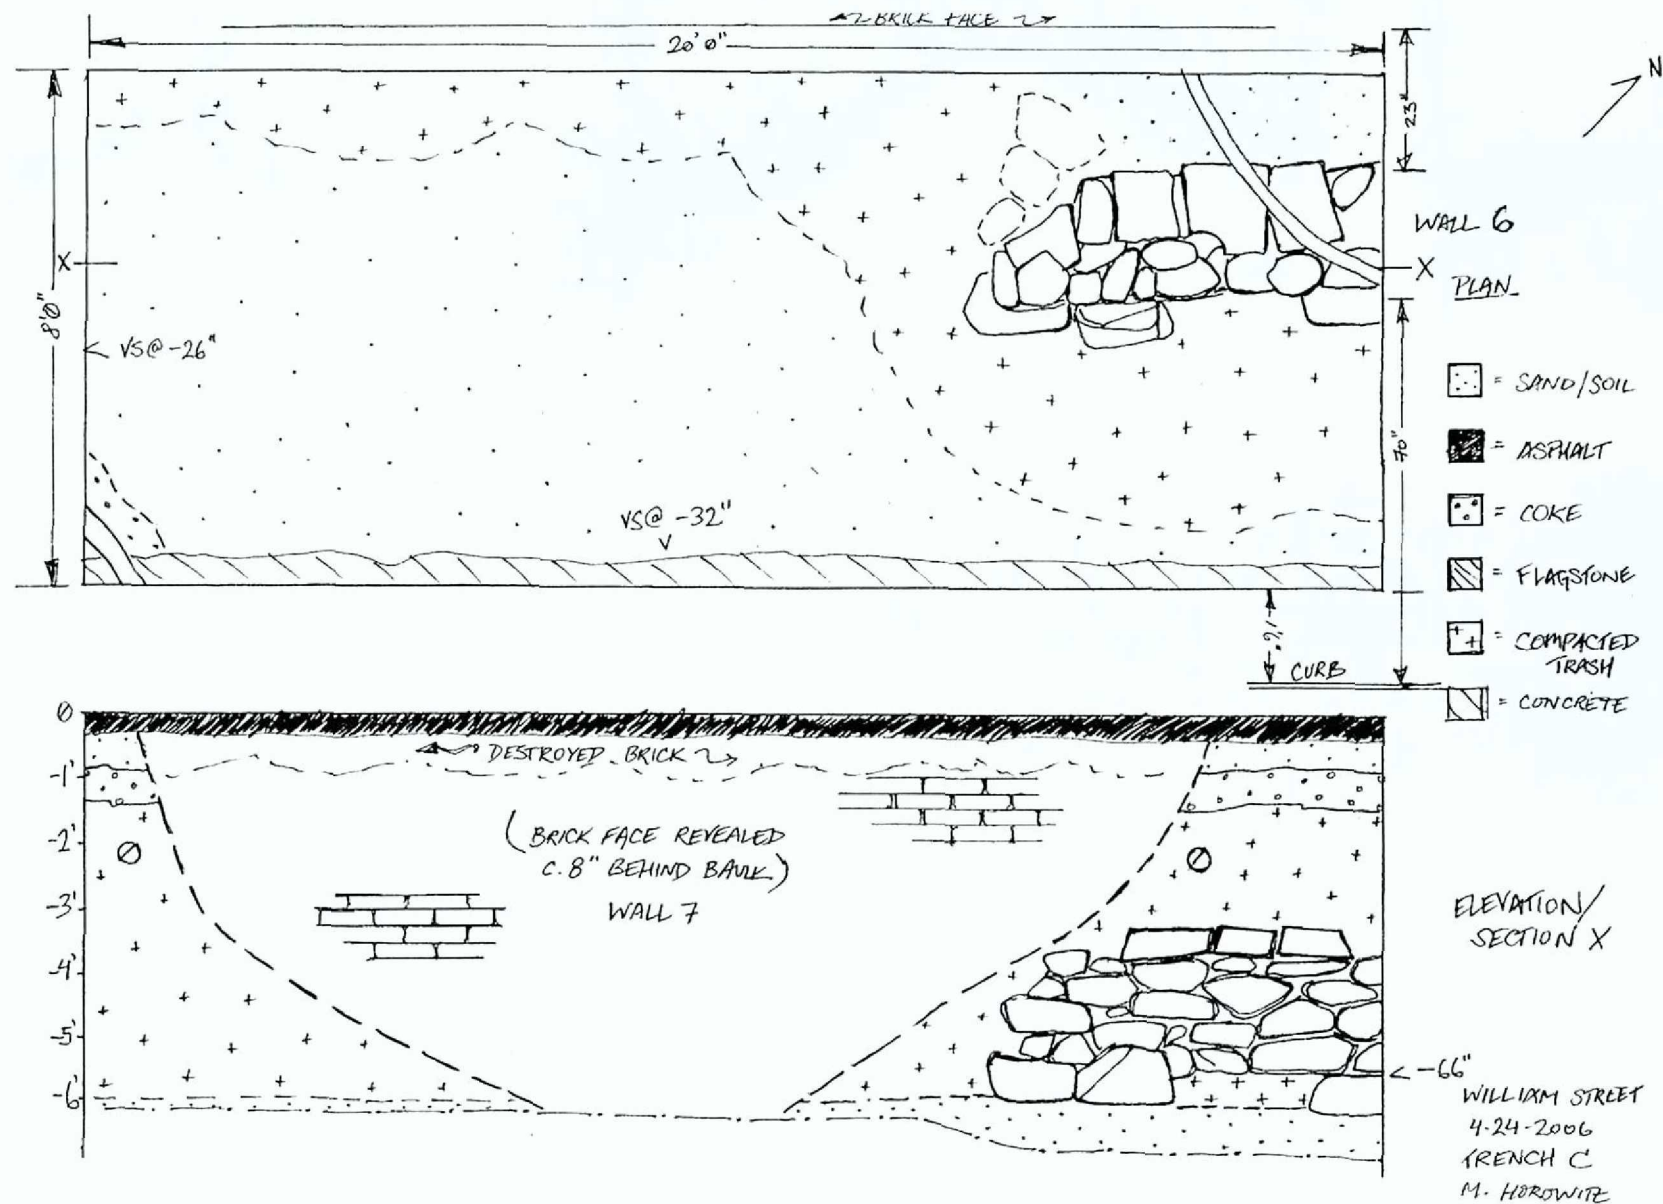 BRICK FACE
20'0"
23"
N
8'0"
X
WALL 6
X
PLAN
VS@-26"
VS@ -32"
70"
= SAND/SOIL
= ASPHALT
= COKE
= FLAGSTONE
= COMPACTED
TRASH
= CONCRETE
CURB
0
-1'
-2'
-3'
-4'
-5'
-6'
DESTROYED BRICK
(BRICK FACE REVEALED
C. 8" BEHIND BAULK)
WALL 7
ELEVATION/
SECTION X
-66"
WILLIAM STREET
4-24-2006
TRENCH C
M. HOROWITZ